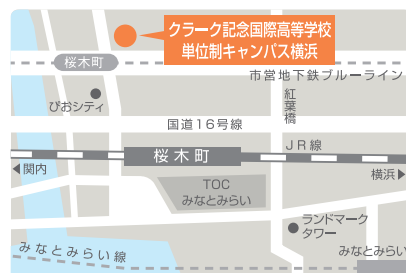 クラーク記念国際高等学校
単位制キャンパス横浜
桜木町
市営地下鉄ブルーライン
ぴおシティ
紅葉橋
国道16号線
JR線
桜木町
関内
横浜
TOC
みなとみらい
ランドマーク
タワー
みなとみらい線
みなとみらい